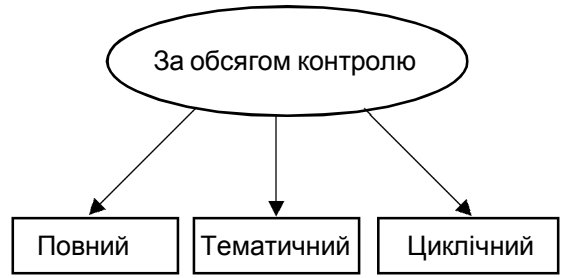 За обсягом контролю
Повний
Тематичний
Циклічний